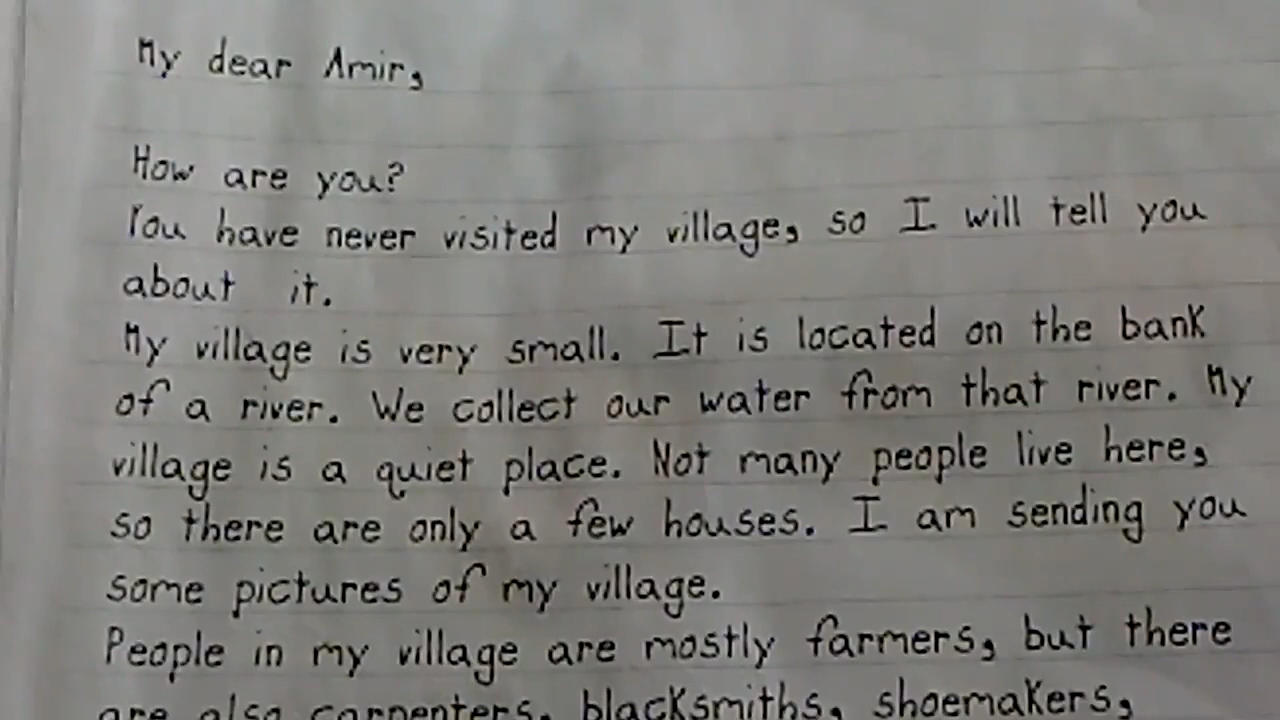 My dear Amir,
How are you?
You have never visited my village, so I will tell you
about it.
My village is very small. It is located on the bank
of a river. We collect our water from that river. My
village is a quiet place. Not many people live here,
so there are only a few houses. I am sending you
some pictures of my village.
People in my village are mostly farmers, but there
are also carpenters, blacksmiths, shoemakers,